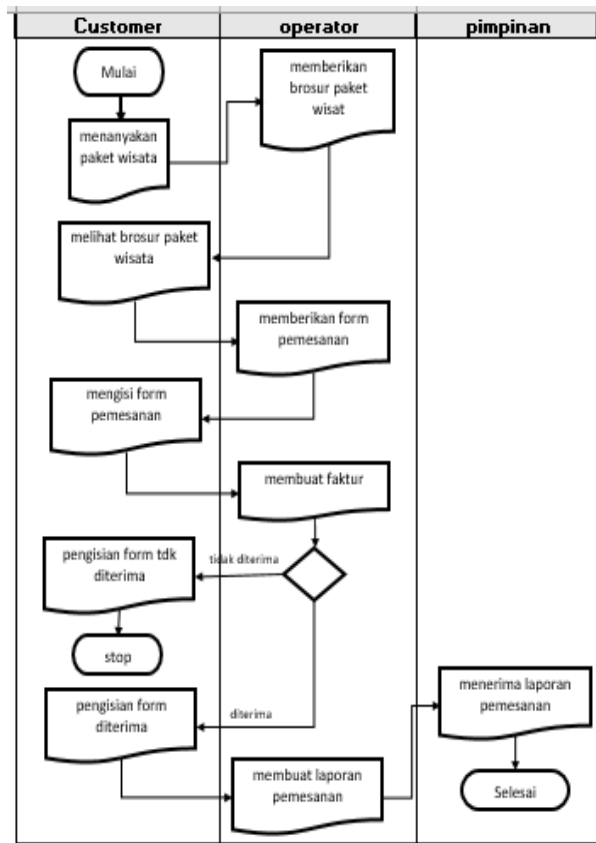 Customer
operator
pimpinan
Mulai
memberikan
brosur paket
wisat
menanyakan
paket wisata
melihat brosur paket
wisata
memberikan form
pemesanan
mengisi form
pemesanan
membuat faktur
pengisian form tdk
diterima
tidak diterima
stop
pengisian form
diterima
diterima
menerima laporan
pemesanan
membuat laporan
pemesanan
Selesai